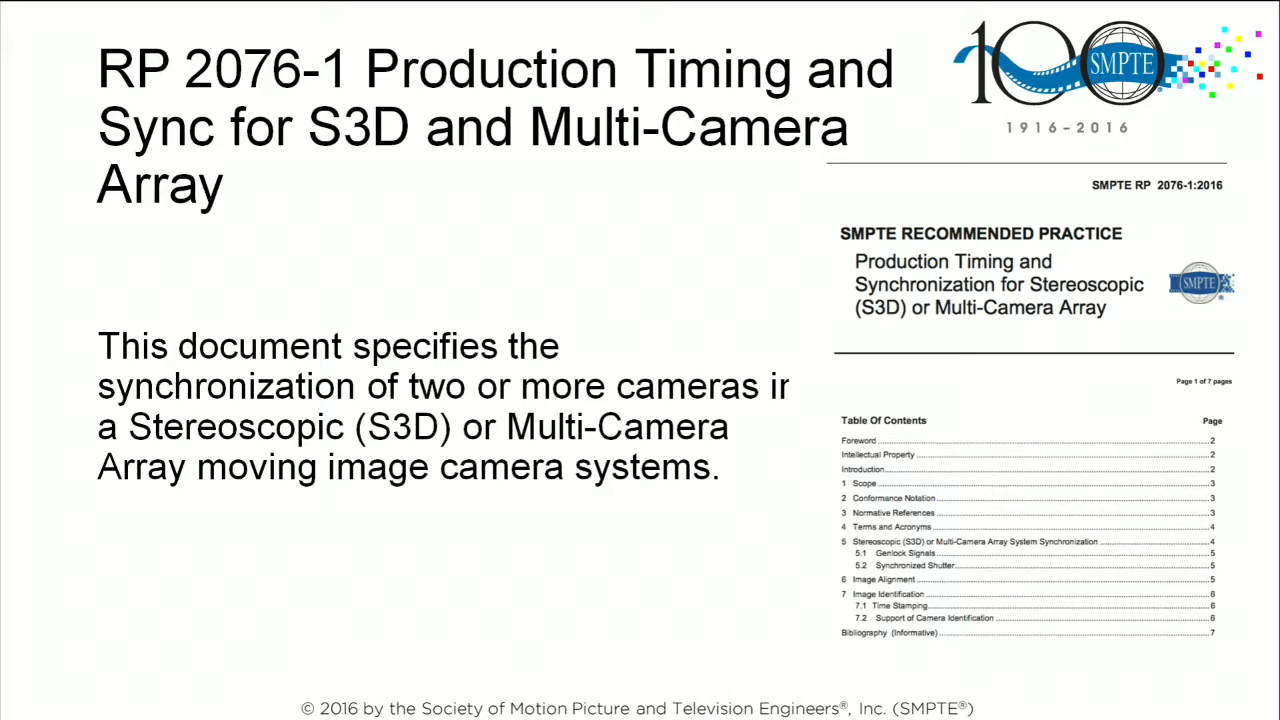 RP 2076-1 Production Timing and
Sync for S3D and Multi-Camera
Array
100
SMPTE
1916-2016
This document specifies the
synchronization of two or more cameras in
a Stereoscopic (S3D) or Multi-Camera
Array moving image camera systems.
SMPTE RP 2076-1:2016
SMPTE RECOMMENDED PRACTICE
Production Timing and
Synchronization for Stereoscopic
(S3D) or Multi-Camera Array
SMPTE
Page 1 of 7 pages
Table Of Contents Page
Foreword 2
Intellectual Property 2
Introduction 2
1 Scope 3
2 Conformance Notation 3
3 Normative References 3
4 Terms and Acronyms 4
5 Stereoscopic (S3D) or Multi-Camera Array System Synchronization 4
5.1 Genlock Signals 5
5.2 Synchronized Shutter 5
6 Image Alignment 5
7 Image Identification 6
7.1 Time Stamping 6
7.2 Support of Camera Identification 6
Bibliography (Informative) 7
© 2016 by the Society of Motion Picture and Television Engineers®, Inc. (SMPTE®)